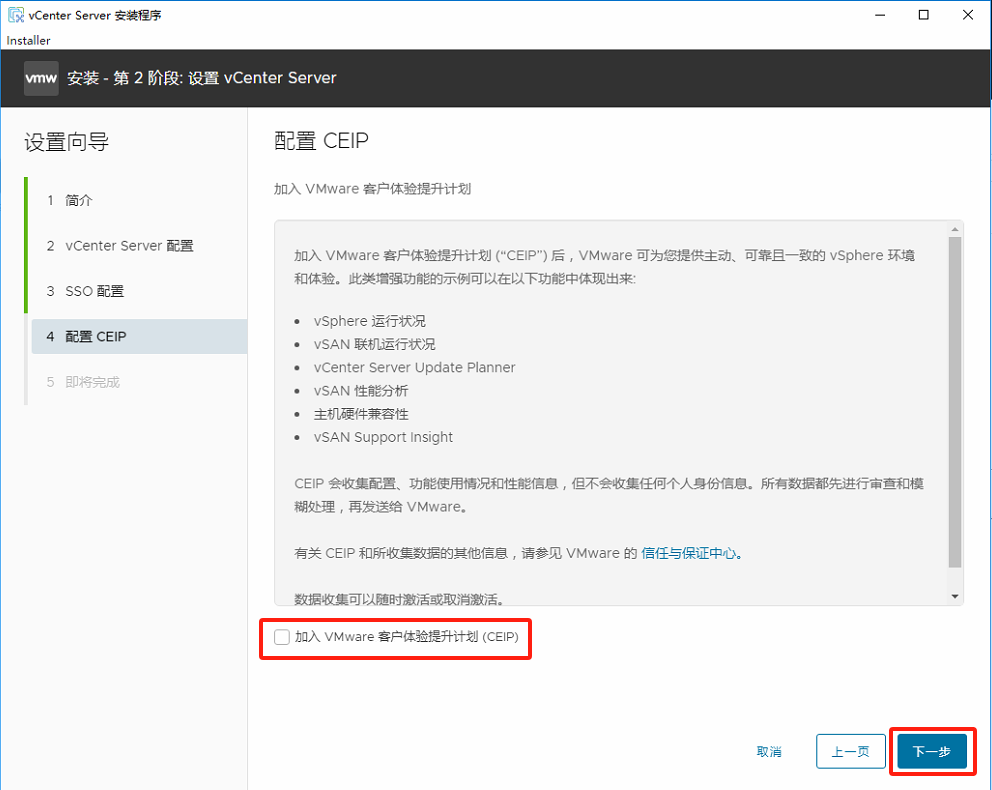 vCenter Server 安装程序
Installer
vmw 安装 - 第 2 阶段: 设置 vCenter Server
设置向导
1 简介
2 vCenter Server 配置
3 SSO 配置
4 配置 CEIP
5 即将完成
配置 CEIP
加入 VMware 客户体验提升计划
加入 VMware 客户体验提升计划 (“CEIP”) 后，VMware 可为您提供主动、可靠且一致的 vSphere 环境
和体验。此类增强功能的示例可以在以下功能中体现出来:
• vSphere 运行状况
• vSAN 联机运行状况
• vCenter Server Update Planner
• vSAN 性能分析
• 主机硬件兼容性
• vSAN Support Insight
CEIP 会收集配置、功能使用情况和性能信息，但不会收集任何个人身份信息。所有数据都先进行审查和模
糊处理，再发送给 VMware。
有关 CEIP 和所收集数据的其他信息，请参见 VMware 的 信任与保证中心。
数据收集可以随时激活或取消激活。
加入 VMware 客户体验提升计划 (CEIP)
取消
上一页
下一步